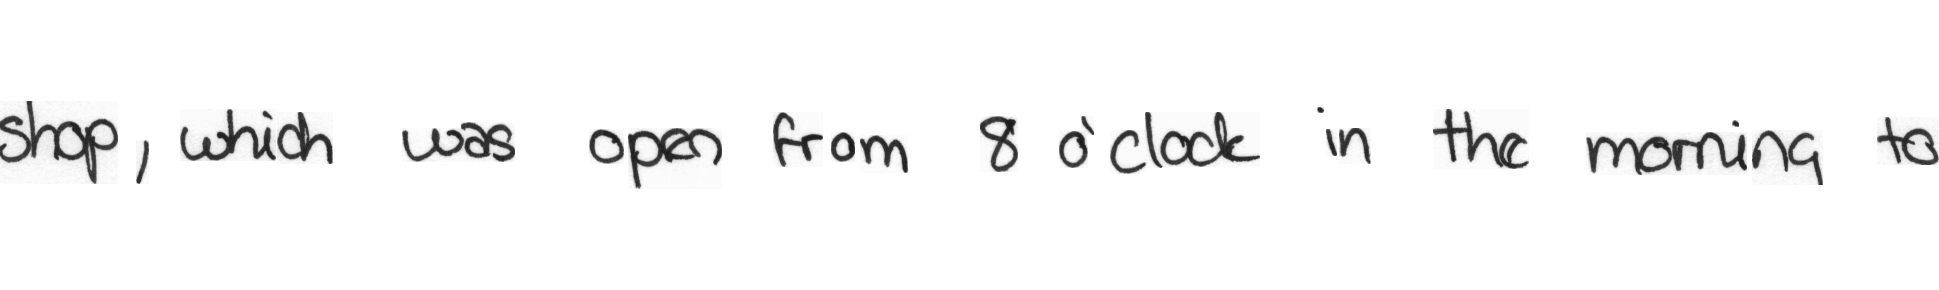 shop, which was open from 8 o'clock in the morning to